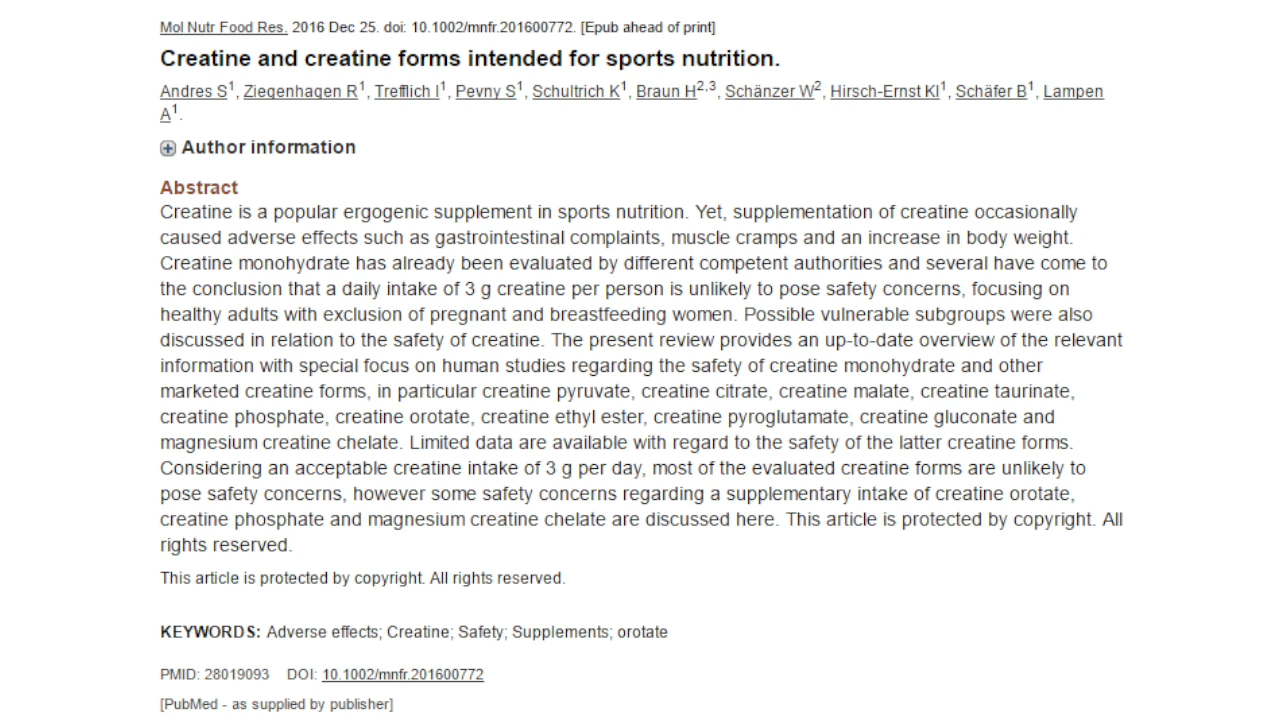 Mol Nutr Food Res. 2016 Dec 25. doi: 10.1002/mnfr.201600772. [Epub ahead of print]
Creatine and creatine forms intended for sports nutrition.
Andres S1, Ziegenhagen R1, Trefflich I1, Pevny S1, Schultrich K1, Braun H2,3, Schänzer W2, Hirsch-Ernst KI1, Schäfer B1, Lampen
A1.
Author information
Abstract
Creatine is a popular ergogenic supplement in sports nutrition. Yet, supplementation of creatine occasionally
caused adverse effects such as gastrointestinal complaints, muscle cramps and an increase in body weight.
Creatine monohydrate has already been evaluated by different competent authorities and several have come to
the conclusion that a daily intake of 3 g creatine per person is unlikely to pose safety concerns, focusing on
healthy adults with exclusion of pregnant and breastfeeding women. Possible vulnerable subgroups were also
discussed in relation to the safety of creatine. The present review provides an up-to-date overview of the relevant
information with special focus on human studies regarding the safety of creatine monohydrate and other
marketed creatine forms, in particular creatine pyruvate, creatine citrate, creatine malate, creatine taurinate,
creatine phosphate, creatine orotate, creatine ethyl ester, creatine pyroglutamate, creatine gluconate and
magnesium creatine chelate. Limited data are available with regard to the safety of the latter creatine forms.
Considering an acceptable creatine intake of 3 g per day, most of the evaluated creatine forms are unlikely to
pose safety concerns, however some safety concerns regarding a supplementary intake of creatine orotate,
creatine phosphate and magnesium creatine chelate are discussed here. This article is protected by copyright. All
rights reserved.
This article is protected by copyright. All rights reserved.
KEYWORDS: Adverse effects; Creatine; Safety; Supplements; orotate
PMID: 28019093 DOI: 10.1002/mnfr.201600772
[PubMed - as supplied by publisher]